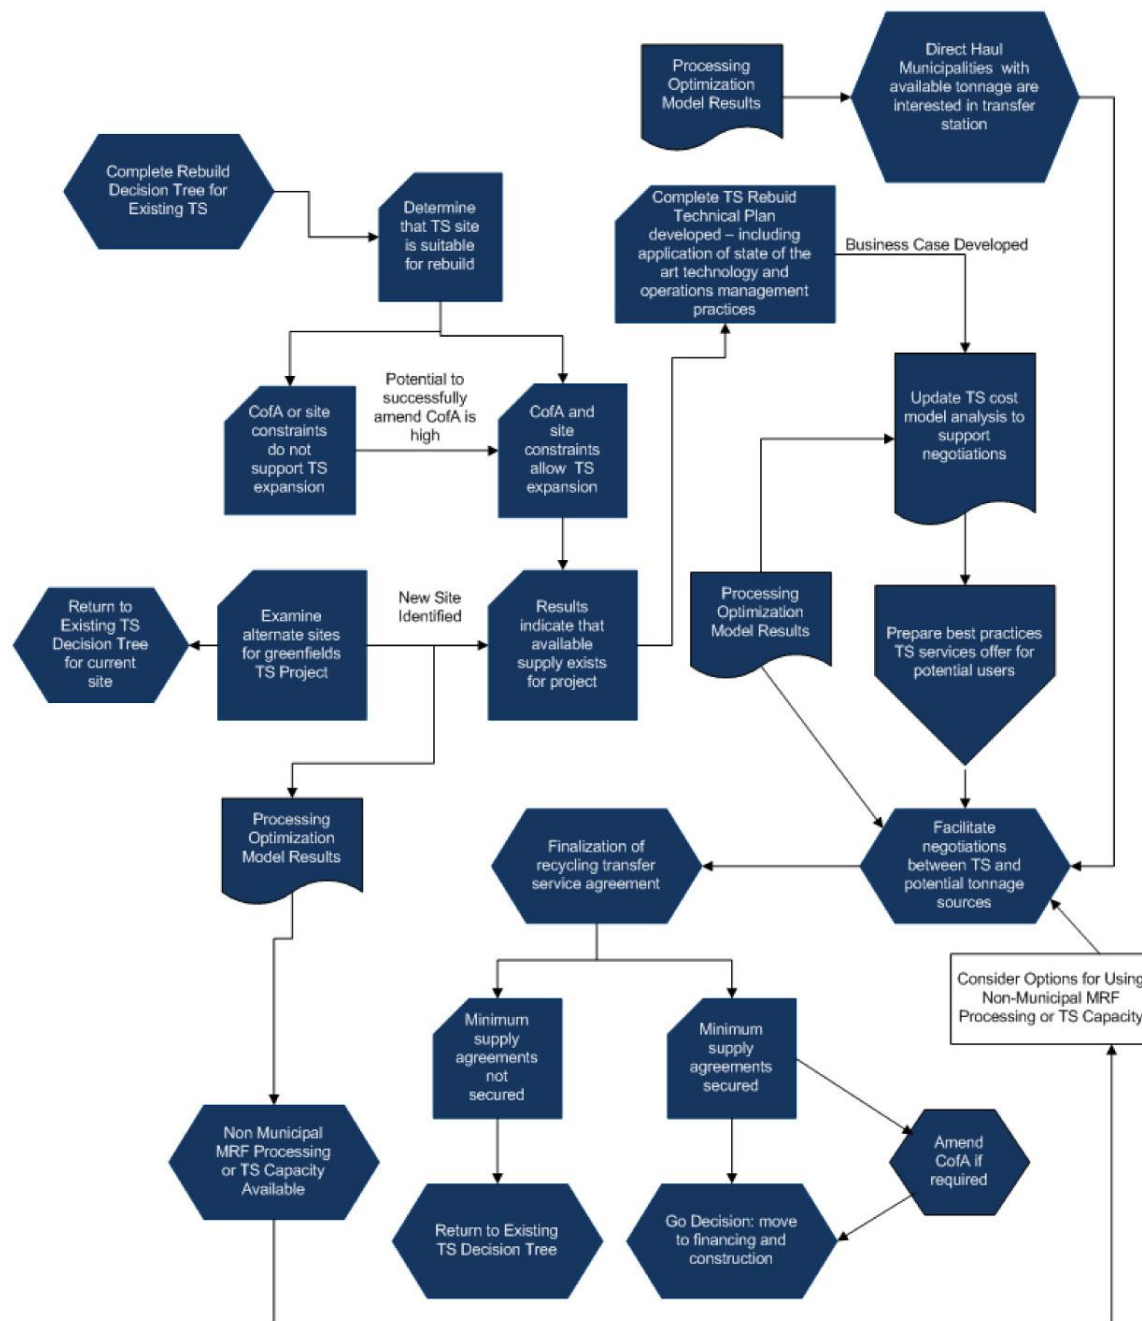 Processing
Optimization
Model Results
Direct Haul
Municipalities with
available tonnage are
interested in transfer
station
Complete Rebuild
Decision Tree for
Existing TS
Determine
that TS site
is suitable
for rebuild
Complete TS Rebuid
Technical Plan
developed – including
application of state of the
art technology and
operations management
practices
Business Case Developed
CofA or site
constraints
do not
support TS
expansion
Potential to
successfully
amend CofA is
high
CofA and
site
constraints
allow TS
expansion
Update TS cost
model analysis to
support
negotiations
Return to
Existing TS
Decision Tree
for current
site
Examine
alternate sites
for greenfields
TS Project
New Site
Identified
Results
indicate that
available
supply exists
for project
Processing
Optimization
Model Results
Prepare best practices
TS services offer for
potential users
Processing
Optimization
Model Results
Finalization of
recycling transfer
service agreement
Facilitate
negotiations
between TS and
potential tonnage
sources
Consider Options for Using
Non-Municipal MRF
Processing or TS Capacity
Minimum
supply
agreements
not
secured
Minimum
supply
agreements
secured
Non Municipal
MRF Processing
or TS Capacity
Available
Amend
CofA if
required
Return to Existing
TS Decision Tree
Go Decision: move
to financing and
construction